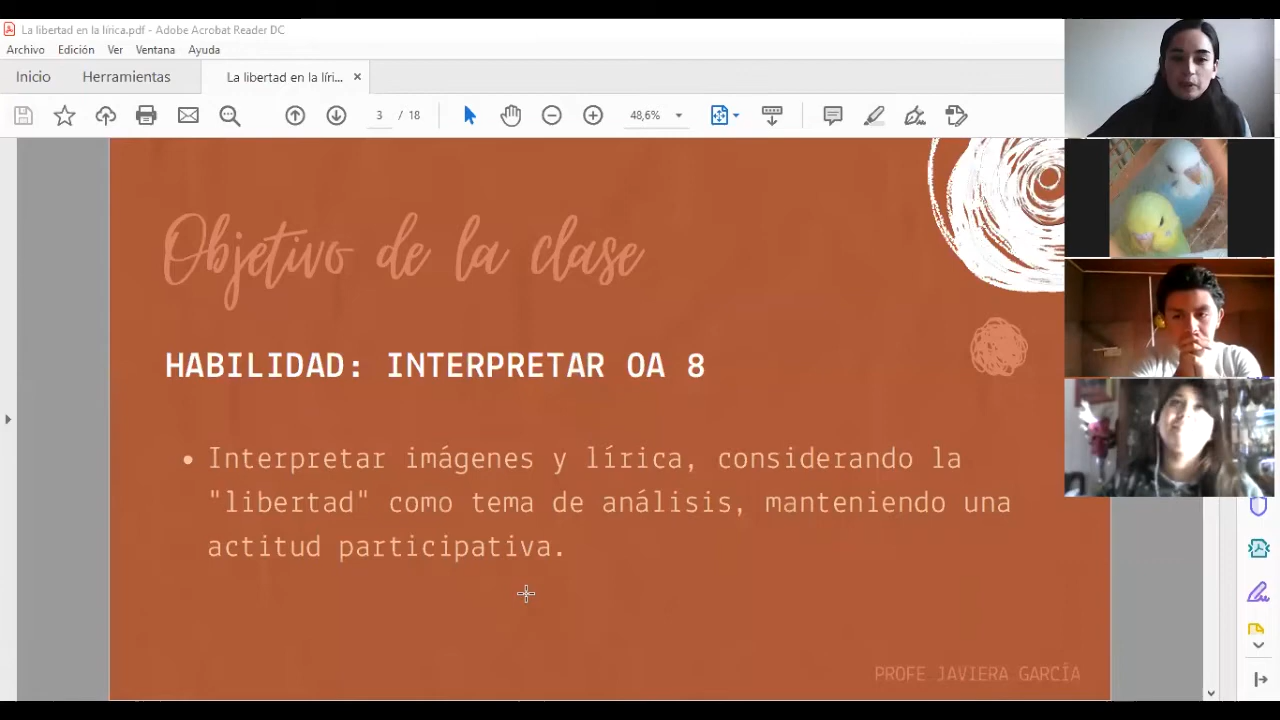 La libertad en la lírica.pdf - Adobe Acrobat Reader DC
Archivo Edición Ver Ventana Ayuda
Inicio Herramientas La libertad en la líri... ×
3 / 18 48,6%
Objetivo de la clase
HABILIDAD: INTERPRETAR OA 8
• Interpretar imágenes y lírica, considerando la
"libertad" como tema de análisis, manteniendo una
actitud participativa.
PROFE JAVIERA GARCÍA